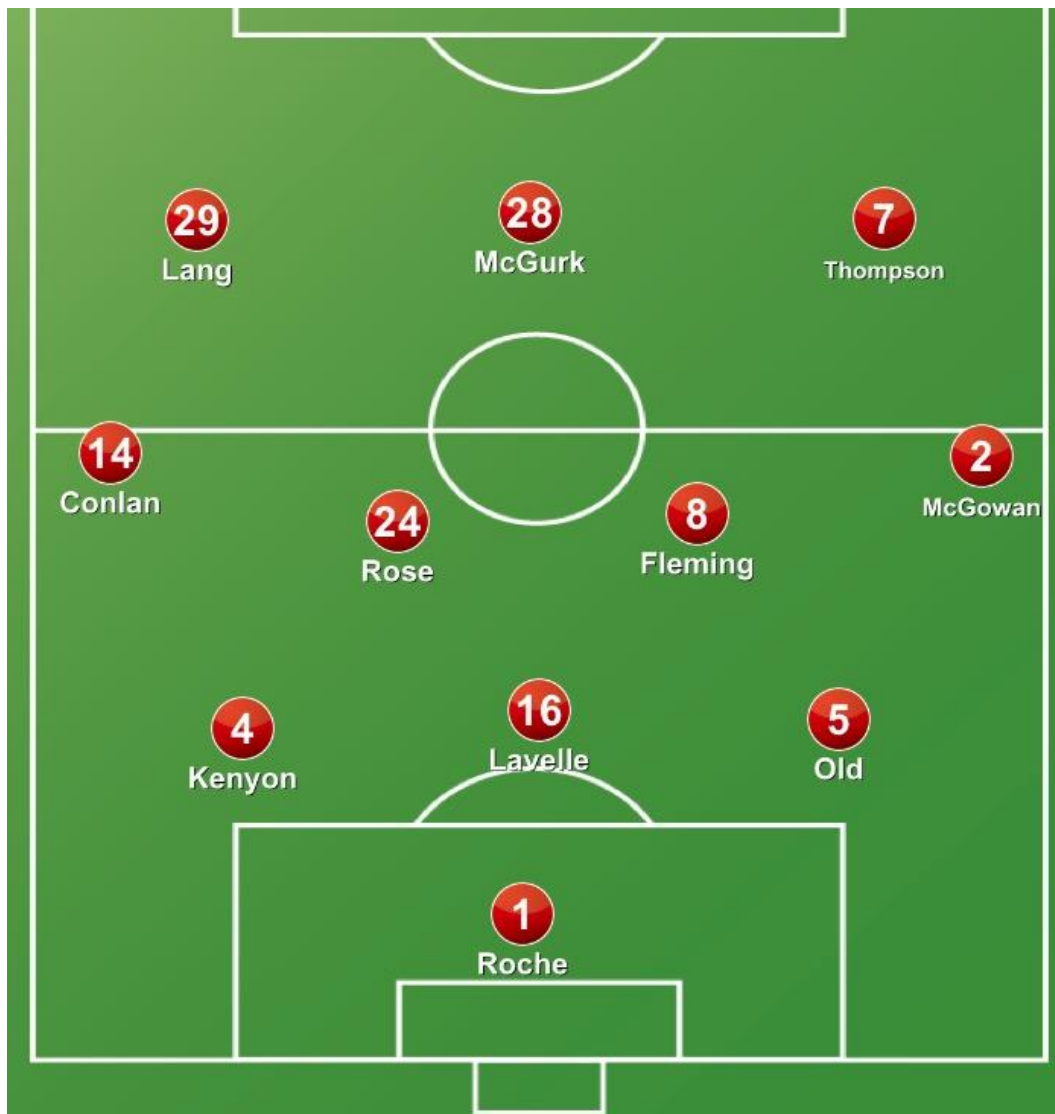 29
Lang
28
McGurk
7
Thompson
14
Conlan
24
Rose
8
Fleming
2
McGowan
4
Kenyon
16
Lavelle
5
Old
1
Roche